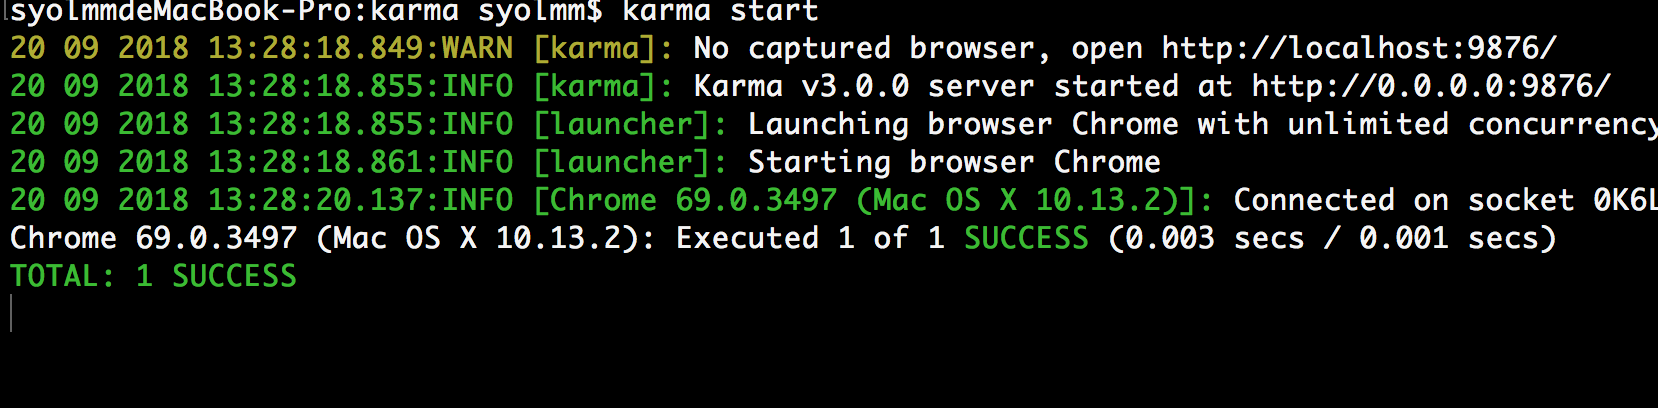 syolmmdeMacBook-Pro:karma syolmm$ karma start
20 09 2018 13:28:18.849:WARN [karma]: No captured browser, open http://localhost:9876/
20 09 2018 13:28:18.855:INFO [karma]: Karma v3.0.0 server started at http://0.0.0.0:9876/
20 09 2018 13:28:18.855:INFO [launcher]: Launching browser Chrome with unlimited concurrency
20 09 2018 13:28:18.861:INFO [launcher]: Starting browser Chrome
20 09 2018 13:28:20.137:INFO [Chrome 69.0.3497 (Mac OS X 10.13.2)]: Connected on socket 0K6L
Chrome 69.0.3497 (Mac OS X 10.13.2): Executed 1 of 1 SUCCESS (0.003 secs / 0.001 secs)
TOTAL: 1 SUCCESS